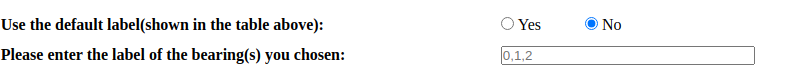 Use the default label(shown in the table above): Yes No
Please enter the label of the bearing(s) you chosen: 0,1,2